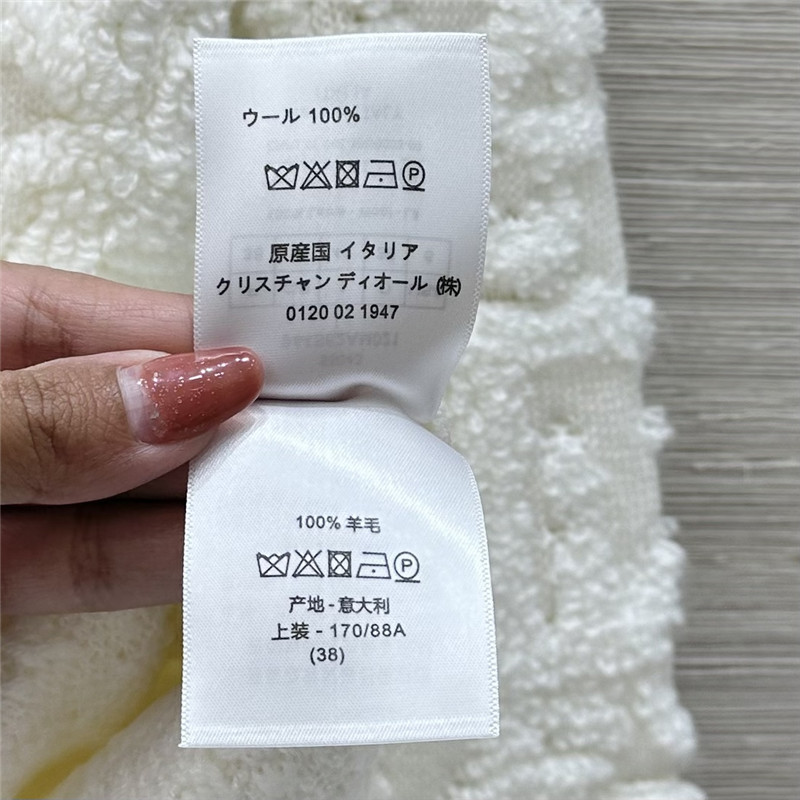 ウール 100%
原産国 イタリア
クリスチャン ディオール (株)
0120 02 1947
100% 羊毛
产地 - 意大利
上装 - 170/88A
(38)